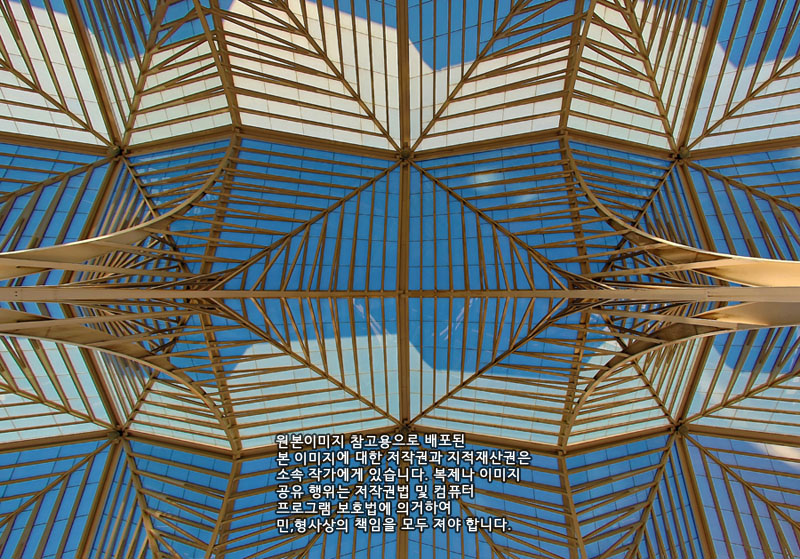 원본이미지 참고용으로 배포된
본 이미지에 대한 저작권과 지적재산권은
소속 작가에게 있습니다. 복제나 이미지
공유 행위는 저작권법 및 컴퓨터
프로그램 보호법에 의거하여
민,형사상의 책임을 모두 져야 합니다.